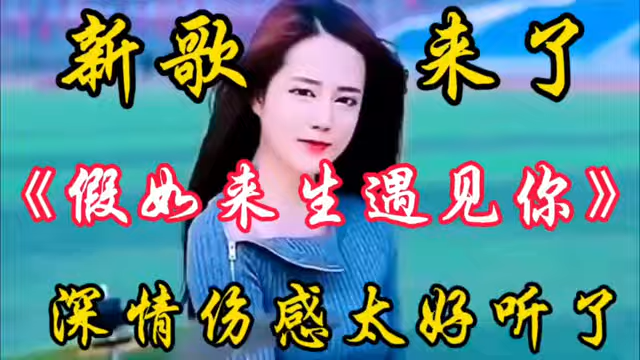 新歌 来了
《假如来生遇见你》
深情伤感太好听了